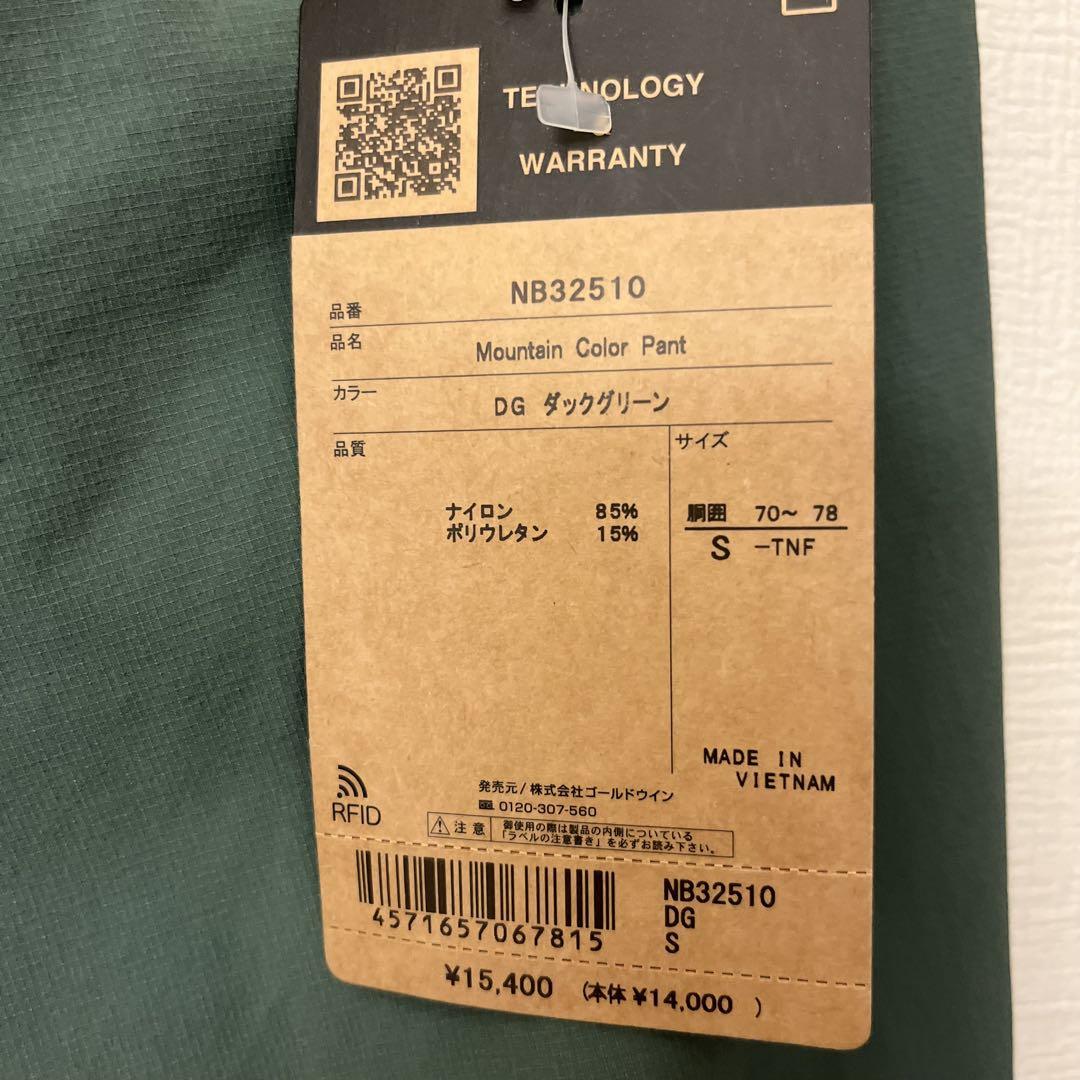 TECHNOLOGY
WARRANTY
品番 NB32510
品名 Mountain Color Pant
カラー DG ダックグリーン
品質
サイズ
ナイロン 85%
ポリウレタン 15%
胴囲 70～ 78
S -TNF
MADE IN
VIETNAM
RFID
発売元/株式会社ゴールドウイン
0120-307-560
注意
御使用の際は製品の内側についている
「ラベルの注意書き」を必ずお読み下さい。
4571657067815
NB32510
DG
S
¥15,400 (本体¥14,000 )